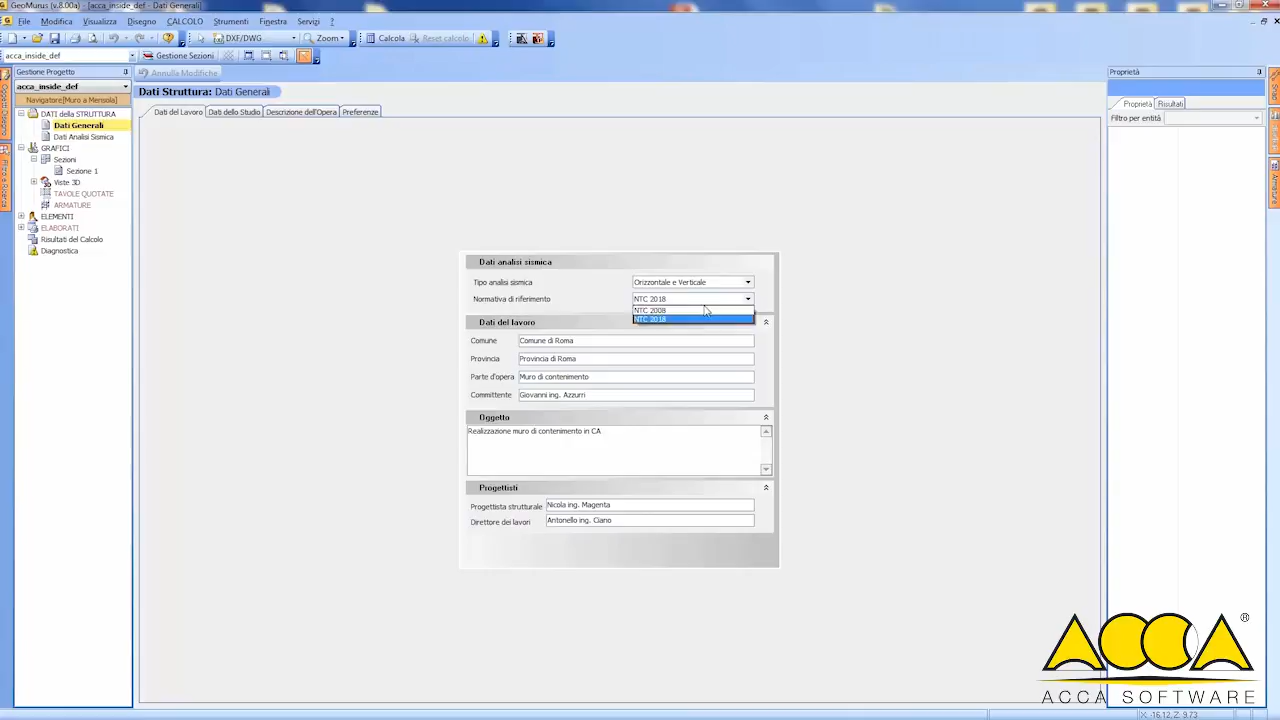 GeoMurus (v.8.00a) - [acca_inside_def - Dati Generali]
File Modifica Visualizza Disegno CALCOLO Strumenti Finestra Servizi ?
DXF/DWG Zoom Calcola Reset calcolo
acca_inside_def Gestione Sezioni
Gestione Progetto
Annulla Modifiche
Proprietà
acca_inside_def
Dati Struttura: Dati Generali
Navigatore[Muro a Mensola]
Dati del Lavoro Dati dello Studio Descrizione dell'Opera Preferenze
Proprietà Risultati
Filtro per entità
DATI della STRUTTURA
Dati Generali
Dati Analisi Sismica
GRAFICI
Sezioni
Sezione 1
Viste 3D
TAVOLE QUOTATE
ARMATURE
ELEMENTI
ELABORATI
Risultati del Calcolo
Diagnostica
Dati analisi sismica
Tipo analisi sismica Orizzontale e Verticale
Normativa di riferimento NTC 2018
NTC 2008
NTC 2018
Dati del lavoro
Comune Comune di Roma
Provincia Provincia di Roma
Parte d'opera Muro di contenimento
Committente Giovanni ing. Azzurri
Oggetto
Realizzazione muro di contenimento in CA
Progettisti
Progettista strutturale Nicola ing. Magenta
Direttore dei lavori Antonello ing. Ciano
Armature
ACCA ®
ACCA SOFTWARE
X: -16.12, Z: 9.73